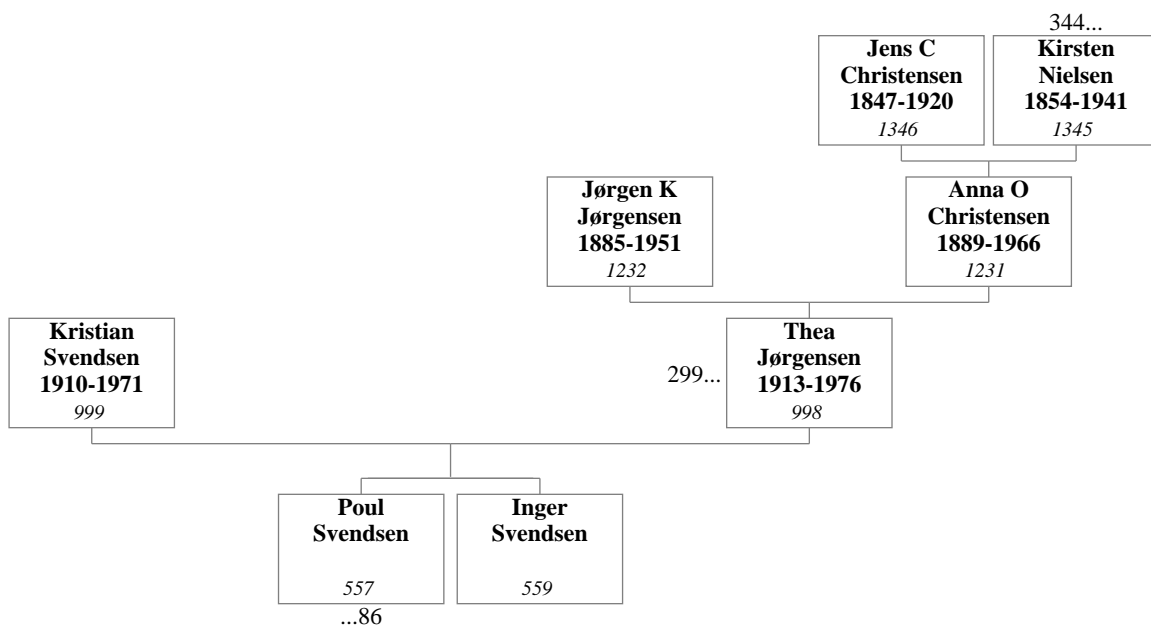 344...
Jens C
Christensen
1847-1920
1346
Kirsten
Nielsen
1854-1941
1345
Jørgen K
Jørgensen
1885-1951
1232
Anna O
Christensen
1889-1966
1231
Kristian
Svendsen
1910-1971
999
299...
Thea
Jørgensen
1913-1976
998
Poul
Svendsen
557
...86
Inger
Svendsen
559